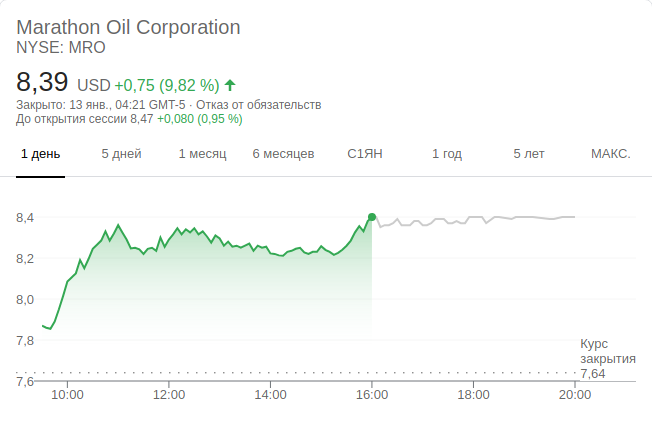 Marathon Oil Corporation
NYSE: MRO
8,39 USD +0,75 (9,82 %)
Закрыто: 13 янв., 04:21 GMT-5 · Отказ от обязательств
До открытия сессии 8,47 +0,080 (0,95 %)
1 день 5 дней 1 месяц 6 месяцев С1ЯН 1 год 5 лет МАКС.
8,4
8,2
8,0
7,8
Курс
закрытия
7,64
7,6
10:00 12:00 14:00 16:00 18:00 20:00